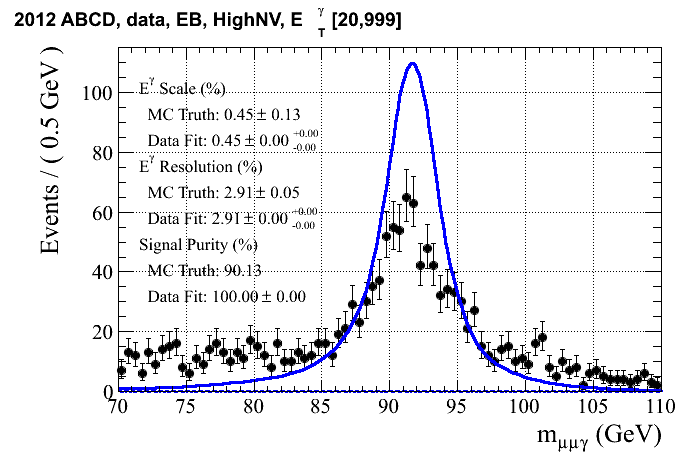 2012 ABCD, data, EB, HighNV, E_T^γ [20,999]
Events / ( 0.5 GeV )
E^γ Scale (%)
MC Truth: 0.45 ± 0.13
Data Fit: 0.45 ± 0.00 +0.00 -0.00
E^γ Resolution (%)
MC Truth: 2.91 ± 0.05
Data Fit: 2.91 ± 0.00 +0.00 -0.00
Signal Purity (%)
MC Truth: 90.13
Data Fit: 100.00 ± 0.00
100
80
60
40
20
0
70 75 80 85 90 95 100 105 110
m_μμγ (GeV)